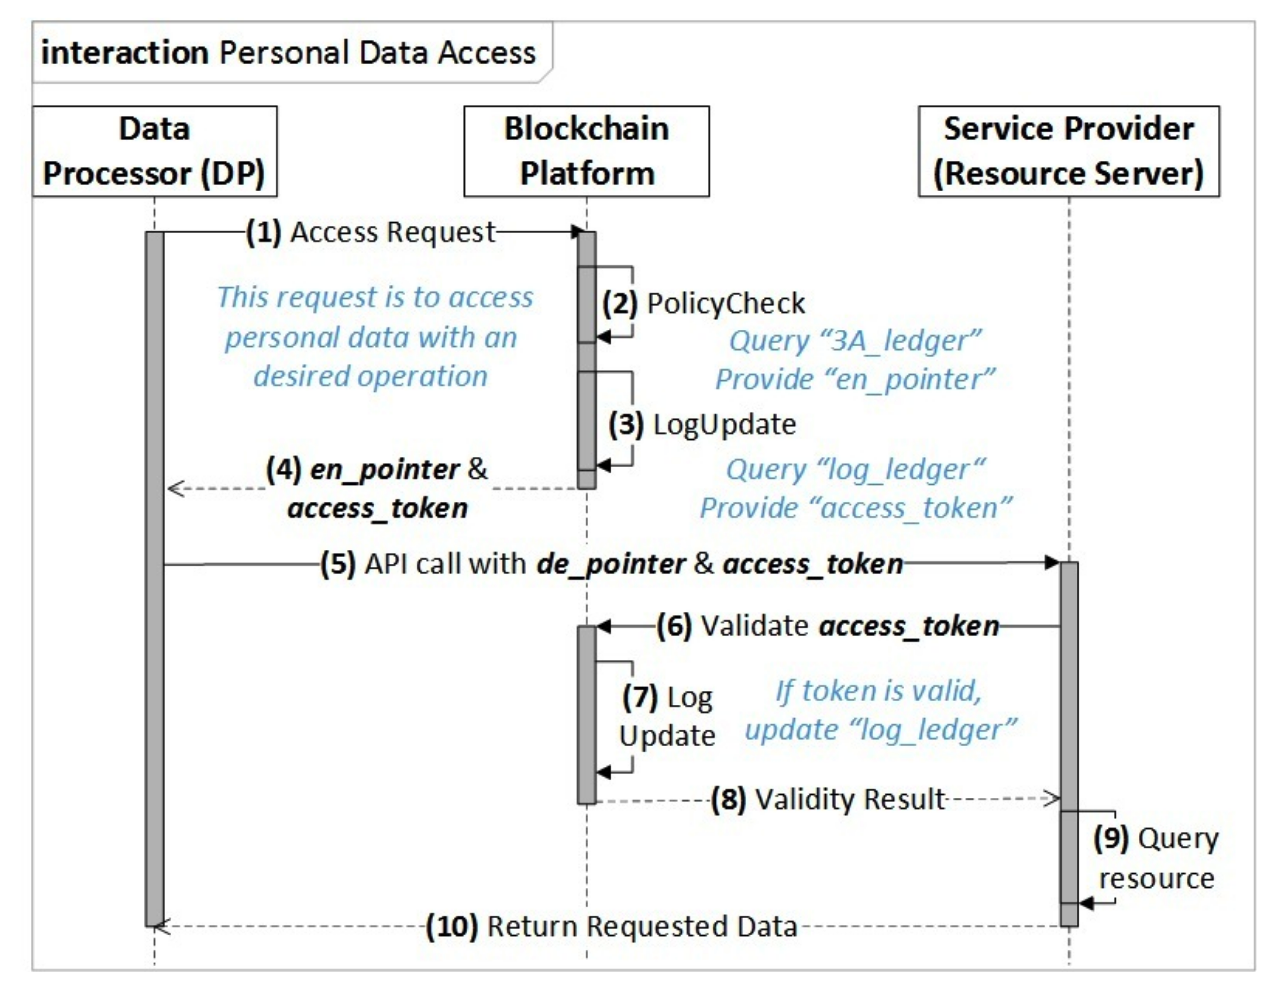 interaction Personal Data Access
Data
Processor (DP)
Blockchain
Platform
Service Provider
(Resource Server)
(1) Access Request
This request is to access
personal data with an
desired operation
(2) PolicyCheck
Query “3A_ledger”
Provide “en_pointer”
(3) LogUpdate
Query “log_ledger“
Provide “access_token”
(4) en_pointer &
access_token
(5) API call with de_pointer & access_token
(6) Validate access_token
(7) Log
Update
If token is valid,
update “log_ledger”
(8) Validity Result
(9) Query
resource
(10) Return Requested Data